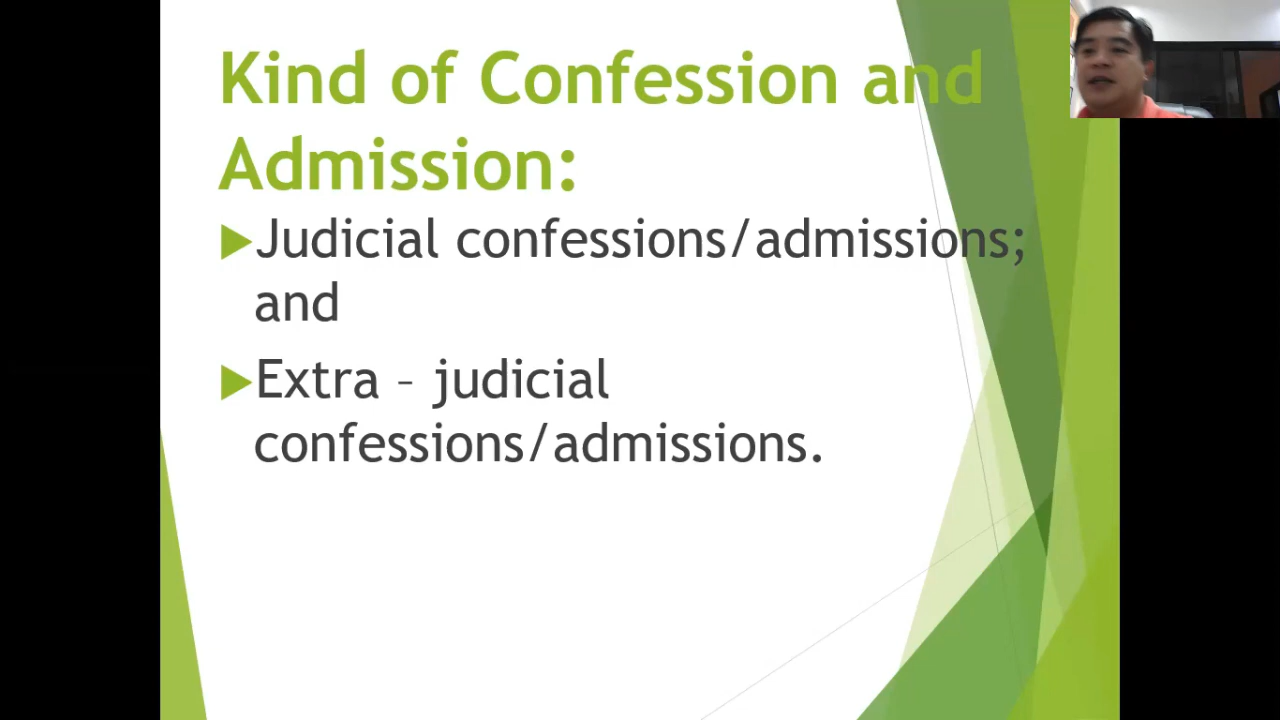 Kind of Confession and
Admission:
Judicial confessions/admissions;
and
Extra – judicial
confessions/admissions.